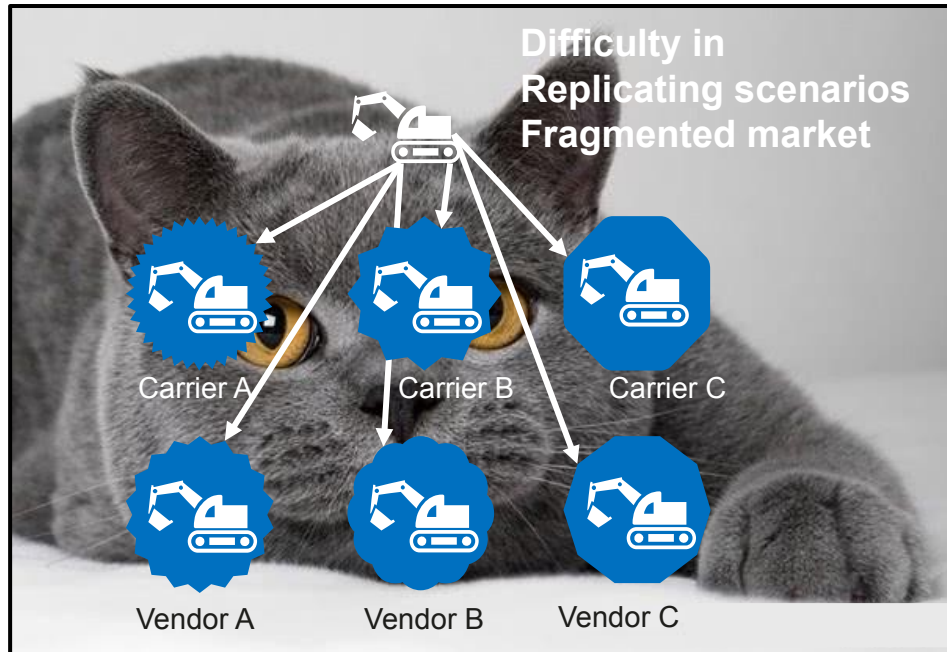 Difficulty in
Replicating scenarios
Fragmented market
Carrier A
Carrier B
Carrier C
Vendor A
Vendor B
Vendor C